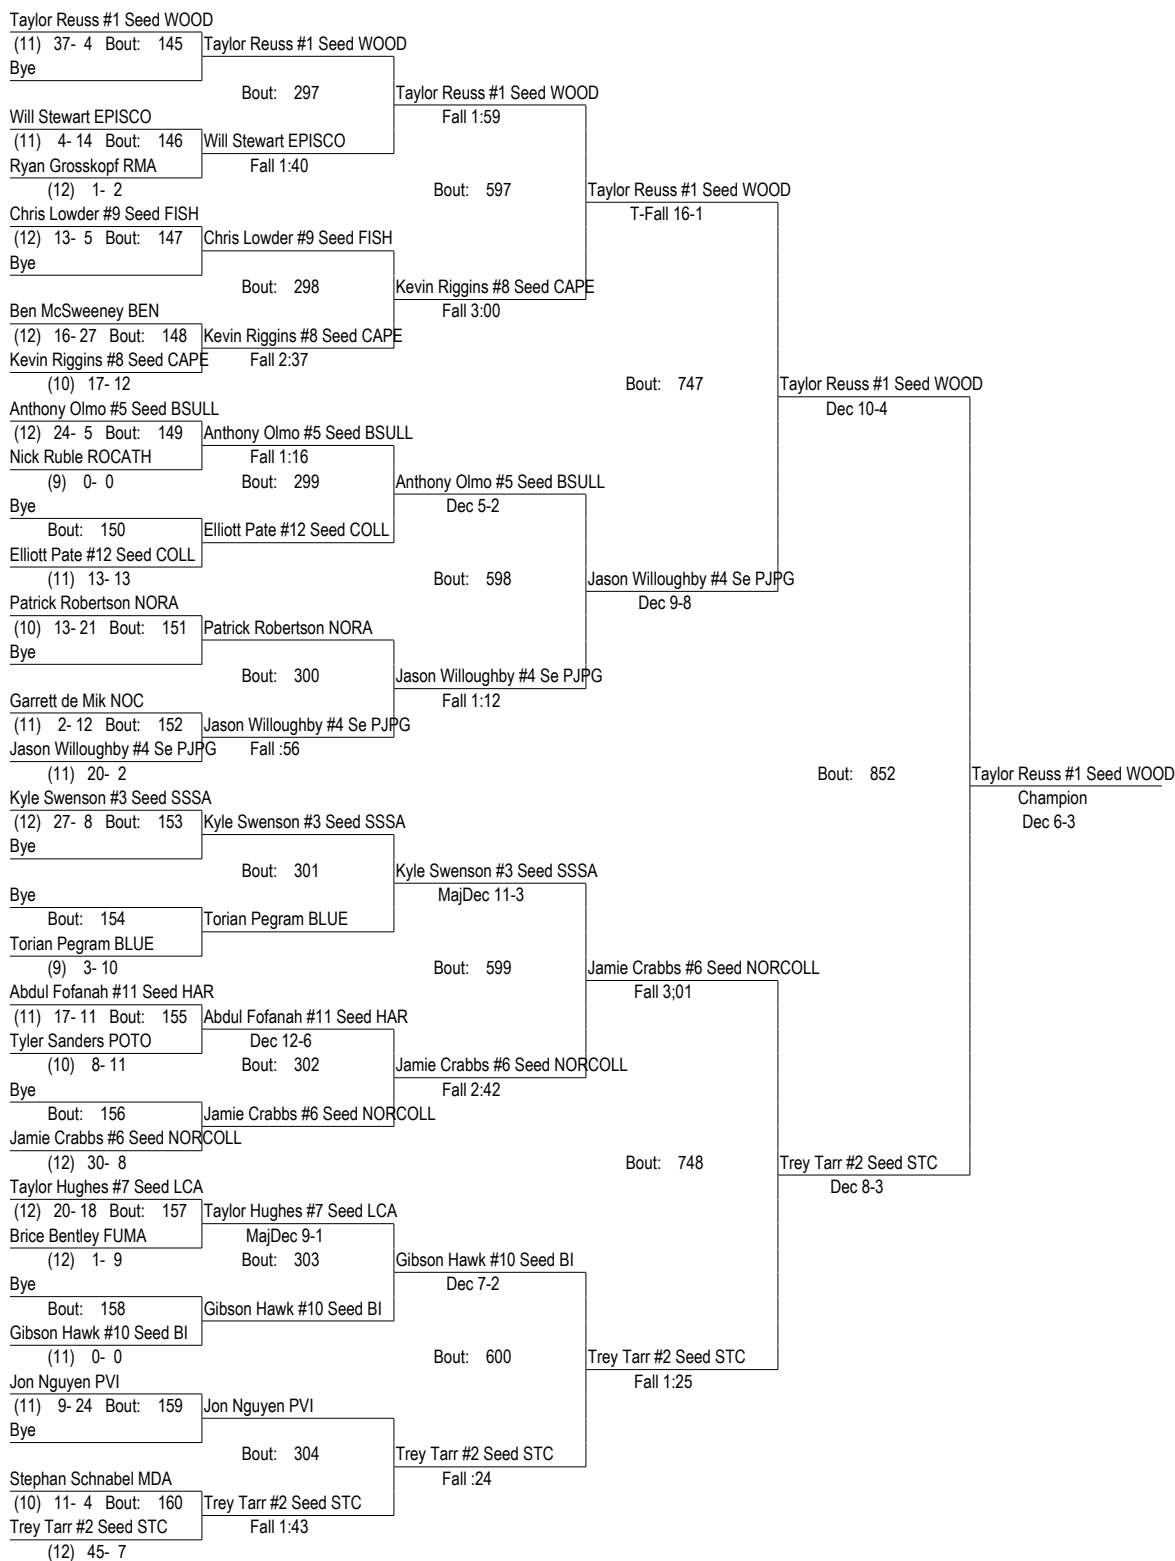 Taylor Reuss #1 Seed WOOD
(11) 37- 4 Bout: 145 Taylor Reuss #1 Seed WOOD
Bye
Bout: 297 Taylor Reuss #1 Seed WOOD
Will Stewart EPISCO Fall 1:59
(11) 4- 14 Bout: 146 Will Stewart EPISCO
Ryan Grosskopf RMA Fall 1:40
(12) 1- 2 Bout: 597 Taylor Reuss #1 Seed WOOD
Chris Lowder #9 Seed FISH T-Fall 16-1
(12) 13- 5 Bout: 147 Chris Lowder #9 Seed FISH
Bye
Bout: 298 Kevin Riggins #8 Seed CAPE
Ben McSweeney BEN Fall 3:00
(12) 16- 27 Bout: 148 Kevin Riggins #8 Seed CAPE
Kevin Riggins #8 Seed CAPE Fall 2:37
(10) 17- 12 Bout: 747 Taylor Reuss #1 Seed WOOD
Anthony Olmo #5 Seed BSULL Dec 10-4
(12) 24- 5 Bout: 149 Anthony Olmo #5 Seed BSULL
Nick Ruble ROCATH Fall 1:16
(9) 0- 0 Bout: 299 Anthony Olmo #5 Seed BSULL
Bye Dec 5-2
Bout: 150 Elliott Pate #12 Seed COLL
Elliott Pate #12 Seed COLL
(11) 13- 13 Bout: 598 Jason Willoughby #4 Se PJPG
Patrick Robertson NORA Dec 9-8
(10) 13- 21 Bout: 151 Patrick Robertson NORA
Bye
Bout: 300 Jason Willoughby #4 Se PJPG
Garrett de Mik NOC Fall 1:12
(11) 2- 12 Bout: 152 Jason Willoughby #4 Se PJPG
Jason Willoughby #4 Se PJPG Fall :56
(11) 20- 2 Bout: 852 Taylor Reuss #1 Seed WOOD
Kyle Swenson #3 Seed SSSA Champion
(12) 27- 8 Bout: 153 Kyle Swenson #3 Seed SSSA Dec 6-3
Bye
Bout: 301 Kyle Swenson #3 Seed SSSA
Bye MajDec 11-3
Bout: 154 Torian Pegram BLUE
Torian Pegram BLUE
(9) 3- 10 Bout: 599 Jamie Crabbs #6 Seed NORCOLL
Abdul Fofanah #11 Seed HAR Fall 3;01
(11) 17- 11 Bout: 155 Abdul Fofanah #11 Seed HAR
Tyler Sanders POTO Dec 12-6
(10) 8- 11 Bout: 302 Jamie Crabbs #6 Seed NORCOLL
Bye Fall 2:42
Bout: 156 Jamie Crabbs #6 Seed NORCOLL
Jamie Crabbs #6 Seed NORCOLL
(12) 30- 8 Bout: 748 Trey Tarr #2 Seed STC
Taylor Hughes #7 Seed LCA Dec 8-3
(12) 20- 18 Bout: 157 Taylor Hughes #7 Seed LCA
Brice Bentley FUMA MajDec 9-1
(12) 1- 9 Bout: 303 Gibson Hawk #10 Seed BI
Bye Dec 7-2
Bout: 158 Gibson Hawk #10 Seed BI
Gibson Hawk #10 Seed BI
(11) 0- 0 Bout: 600 Trey Tarr #2 Seed STC
Jon Nguyen PVI Fall 1:25
(11) 9- 24 Bout: 159 Jon Nguyen PVI
Bye
Bout: 304 Trey Tarr #2 Seed STC
Stephan Schnabel MDA Fall :24
(10) 11- 4 Bout: 160 Trey Tarr #2 Seed STC
Trey Tarr #2 Seed STC Fall 1:43
(12) 45- 7